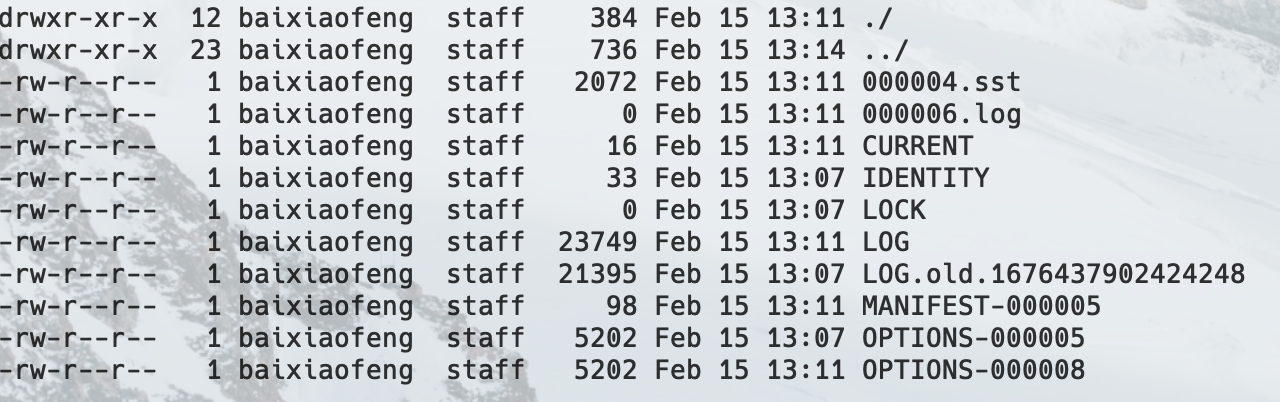 drwxr-xr-x  12 baixiaofeng  staff    384 Feb 15 13:11 ./
drwxr-xr-x  23 baixiaofeng  staff    736 Feb 15 13:14 ../
-rw-r--r--   1 baixiaofeng  staff   2072 Feb 15 13:11 000004.sst
-rw-r--r--   1 baixiaofeng  staff      0 Feb 15 13:11 000006.log
-rw-r--r--   1 baixiaofeng  staff     16 Feb 15 13:11 CURRENT
-rw-r--r--   1 baixiaofeng  staff     33 Feb 15 13:07 IDENTITY
-rw-r--r--   1 baixiaofeng  staff      0 Feb 15 13:07 LOCK
-rw-r--r--   1 baixiaofeng  staff  23749 Feb 15 13:11 LOG
-rw-r--r--   1 baixiaofeng  staff  21395 Feb 15 13:07 LOG.old.1676437902424248
-rw-r--r--   1 baixiaofeng  staff     98 Feb 15 13:11 MANIFEST-000005
-rw-r--r--   1 baixiaofeng  staff   5202 Feb 15 13:07 OPTIONS-000005
-rw-r--r--   1 baixiaofeng  staff   5202 Feb 15 13:11 OPTIONS-000008